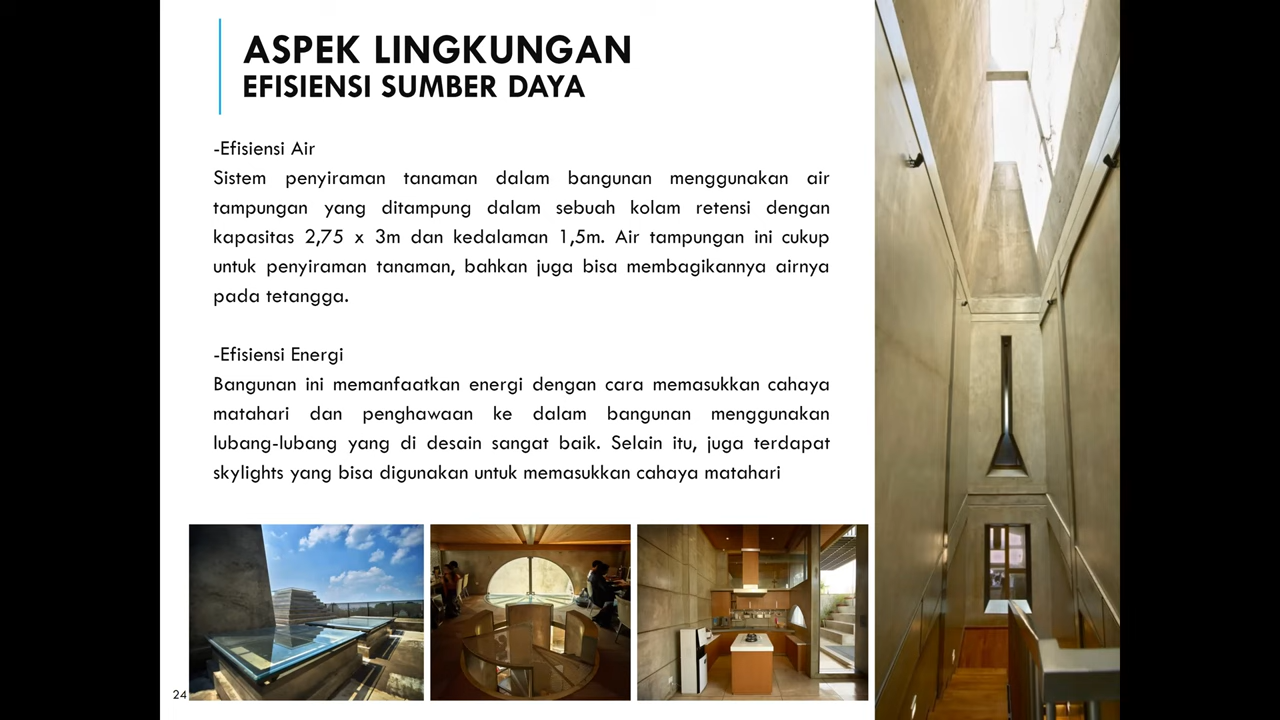 ASPEK LINGKUNGAN
EFISIENSI SUMBER DAYA
-Efisiensi Air
Sistem penyiraman tanaman dalam bangunan menggunakan air
tampungan yang ditampung dalam sebuah kolam retensi dengan
kapasitas 2,75 x 3m dan kedalaman 1,5m. Air tampungan ini cukup
untuk penyiraman tanaman, bahkan juga bisa membagikannya airnya
pada tetangga.
-Efisiensi Energi
Bangunan ini memanfaatkan energi dengan cara memasukkan cahaya
matahari dan penghawaan ke dalam bangunan menggunakan
lubang-lubang yang di desain sangat baik. Selain itu, juga terdapat
skylights yang bisa digunakan untuk memasukkan cahaya matahari
24